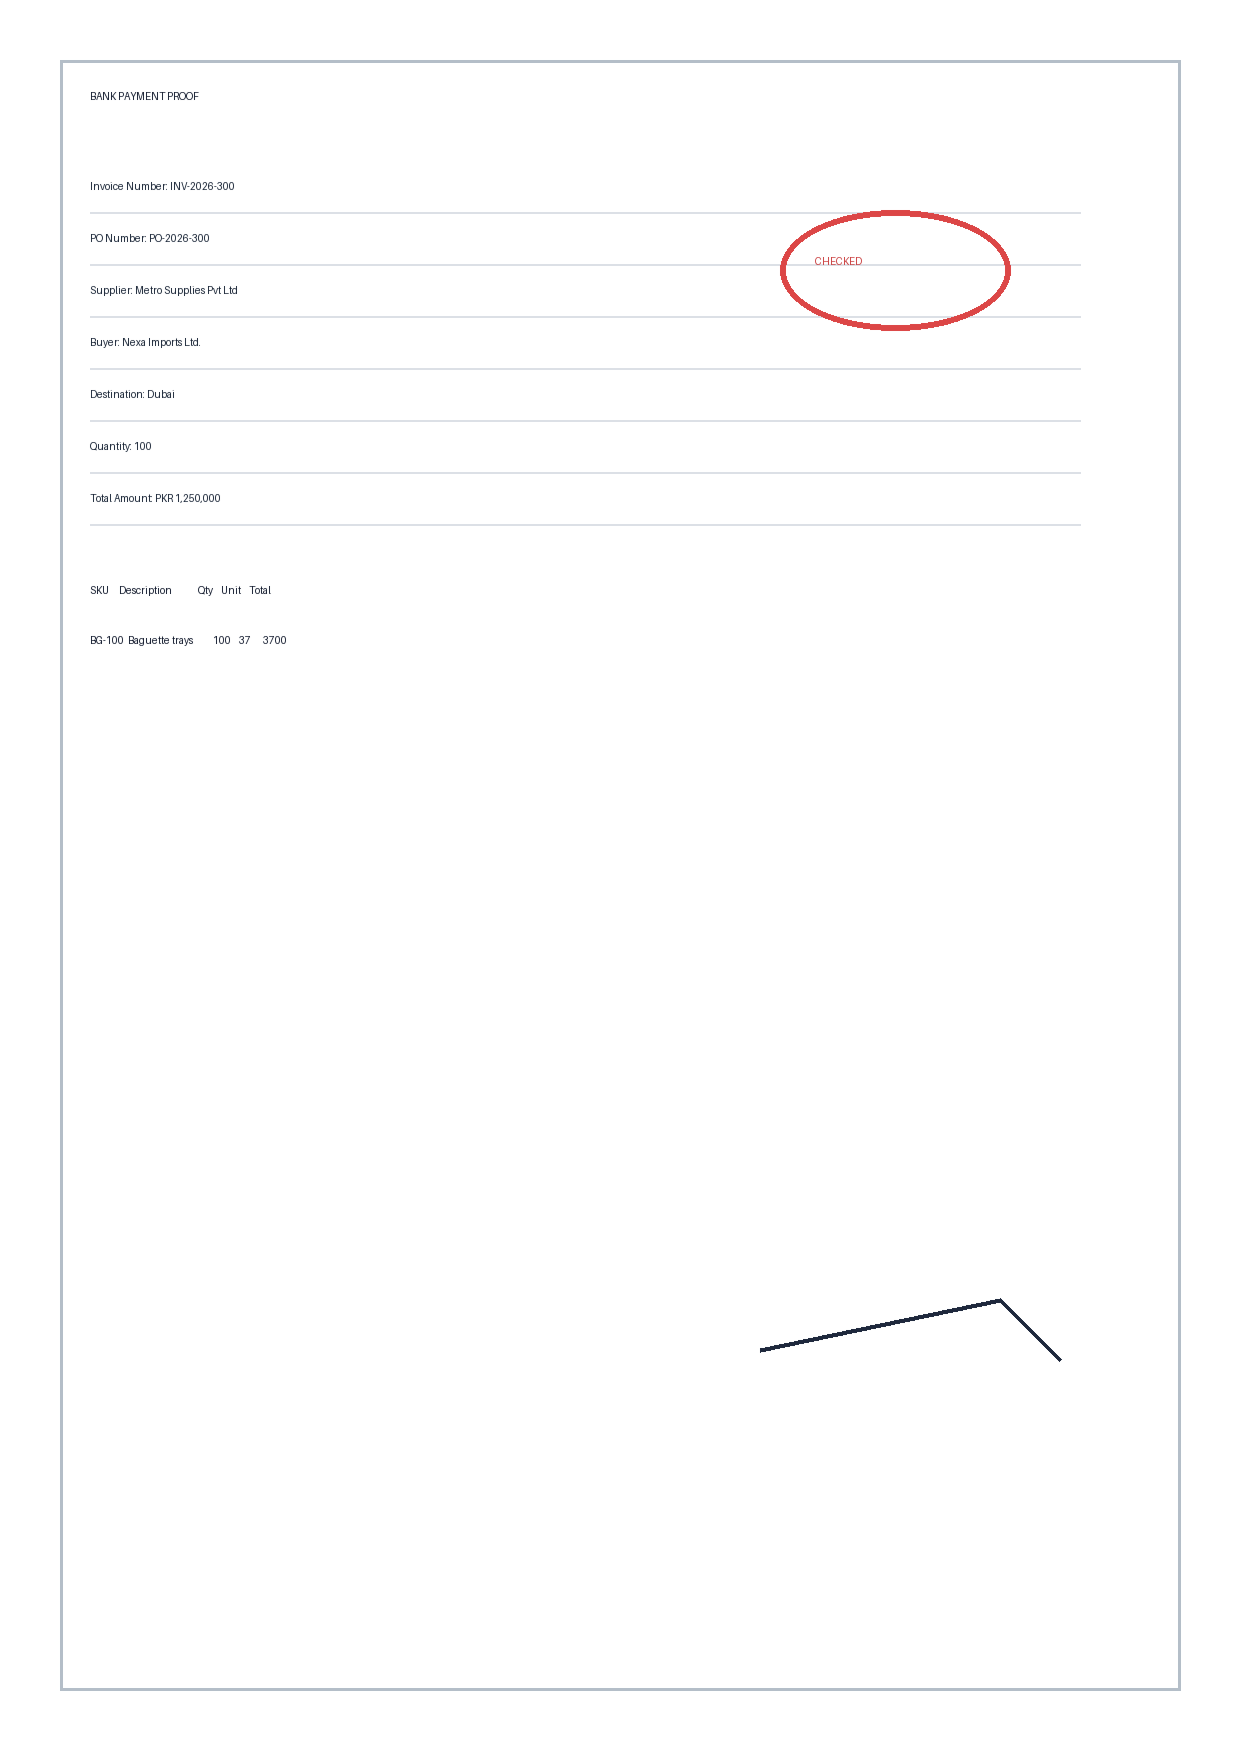 BANK PAYMENT PROOF
Invoice Number: INV-2026-300
PO Number: PO-2026-300
CHECKED
Supplier: Metro Supplies Pvt Ltd
Buyer: Nexa Imports Ltd.
Destination: Dubai
Quantity: 100
Total Amount: PKR 1,250,000
SKU Description Qty Unit Total
BG-100 Baguette trays 100 37 3700